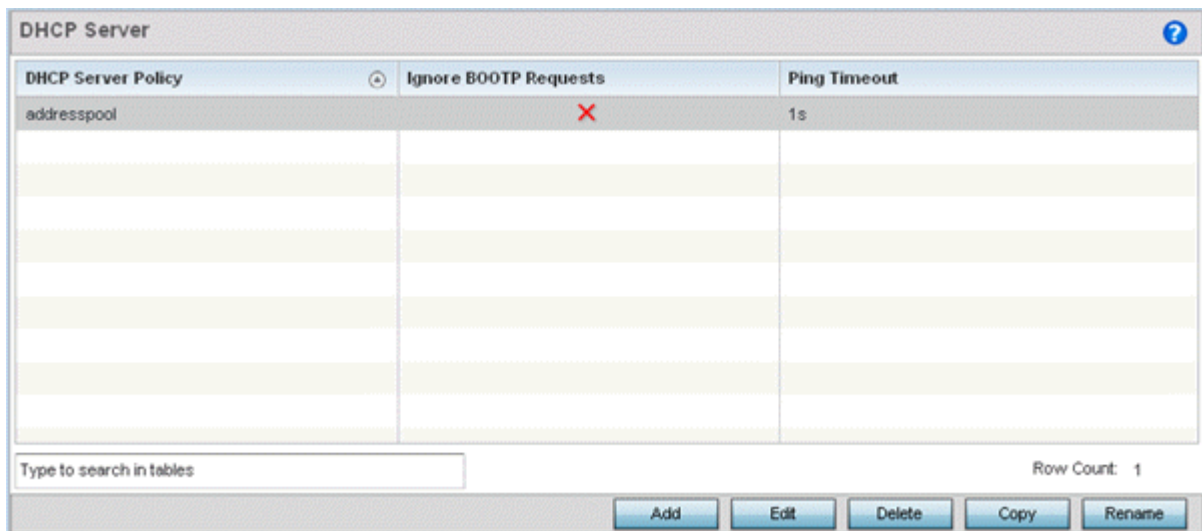 DHCP Server
DHCP Server Policy Ignore BOOTP Requests Ping Timeout
addresspool 1s
Type to search in tables Row Count: 1
Add Edit Delete Copy Rename